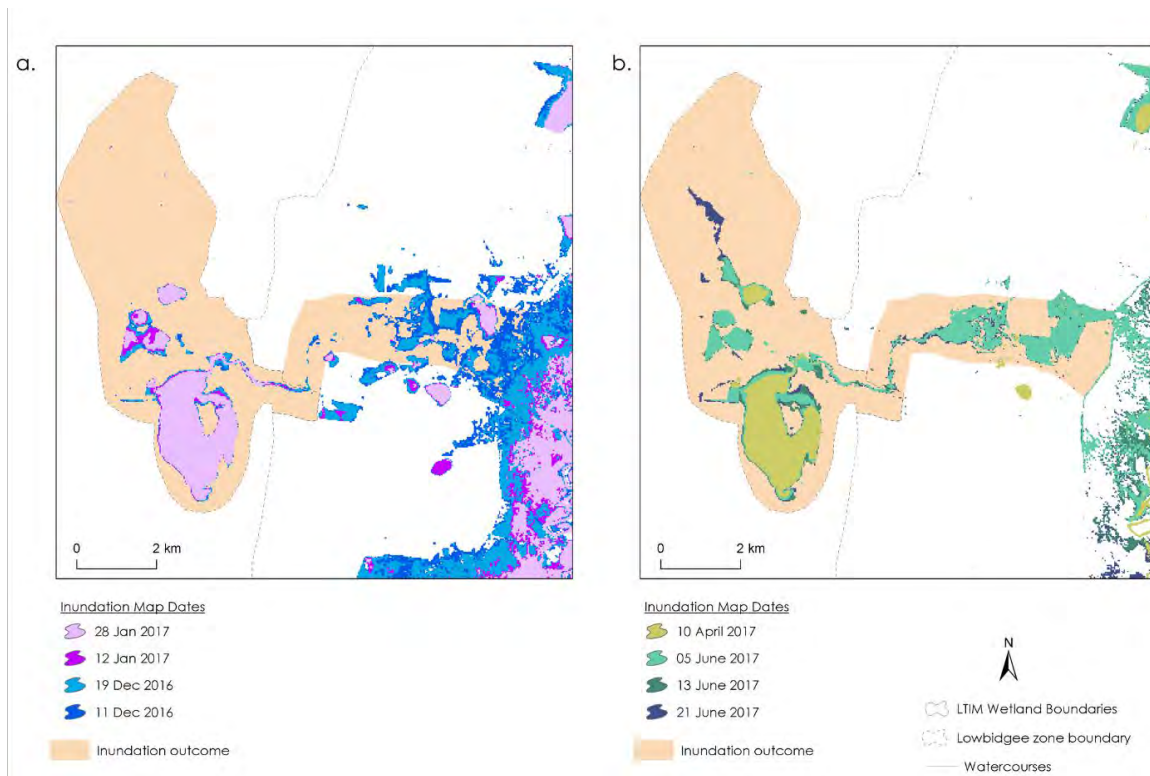 a.
b.
0 2 km
0 2 km
Inundation Map Dates
28 Jan 2017
12 Jan 2017
19 Dec 2016
11 Dec 2016
Inundation outcome
Inundation Map Dates
10 April 2017
05 June 2017
13 June 2017
21 June 2017
Inundation outcome
N
LTIM Wetland Boundaries
Lowbidgee zone boundary
Watercourses